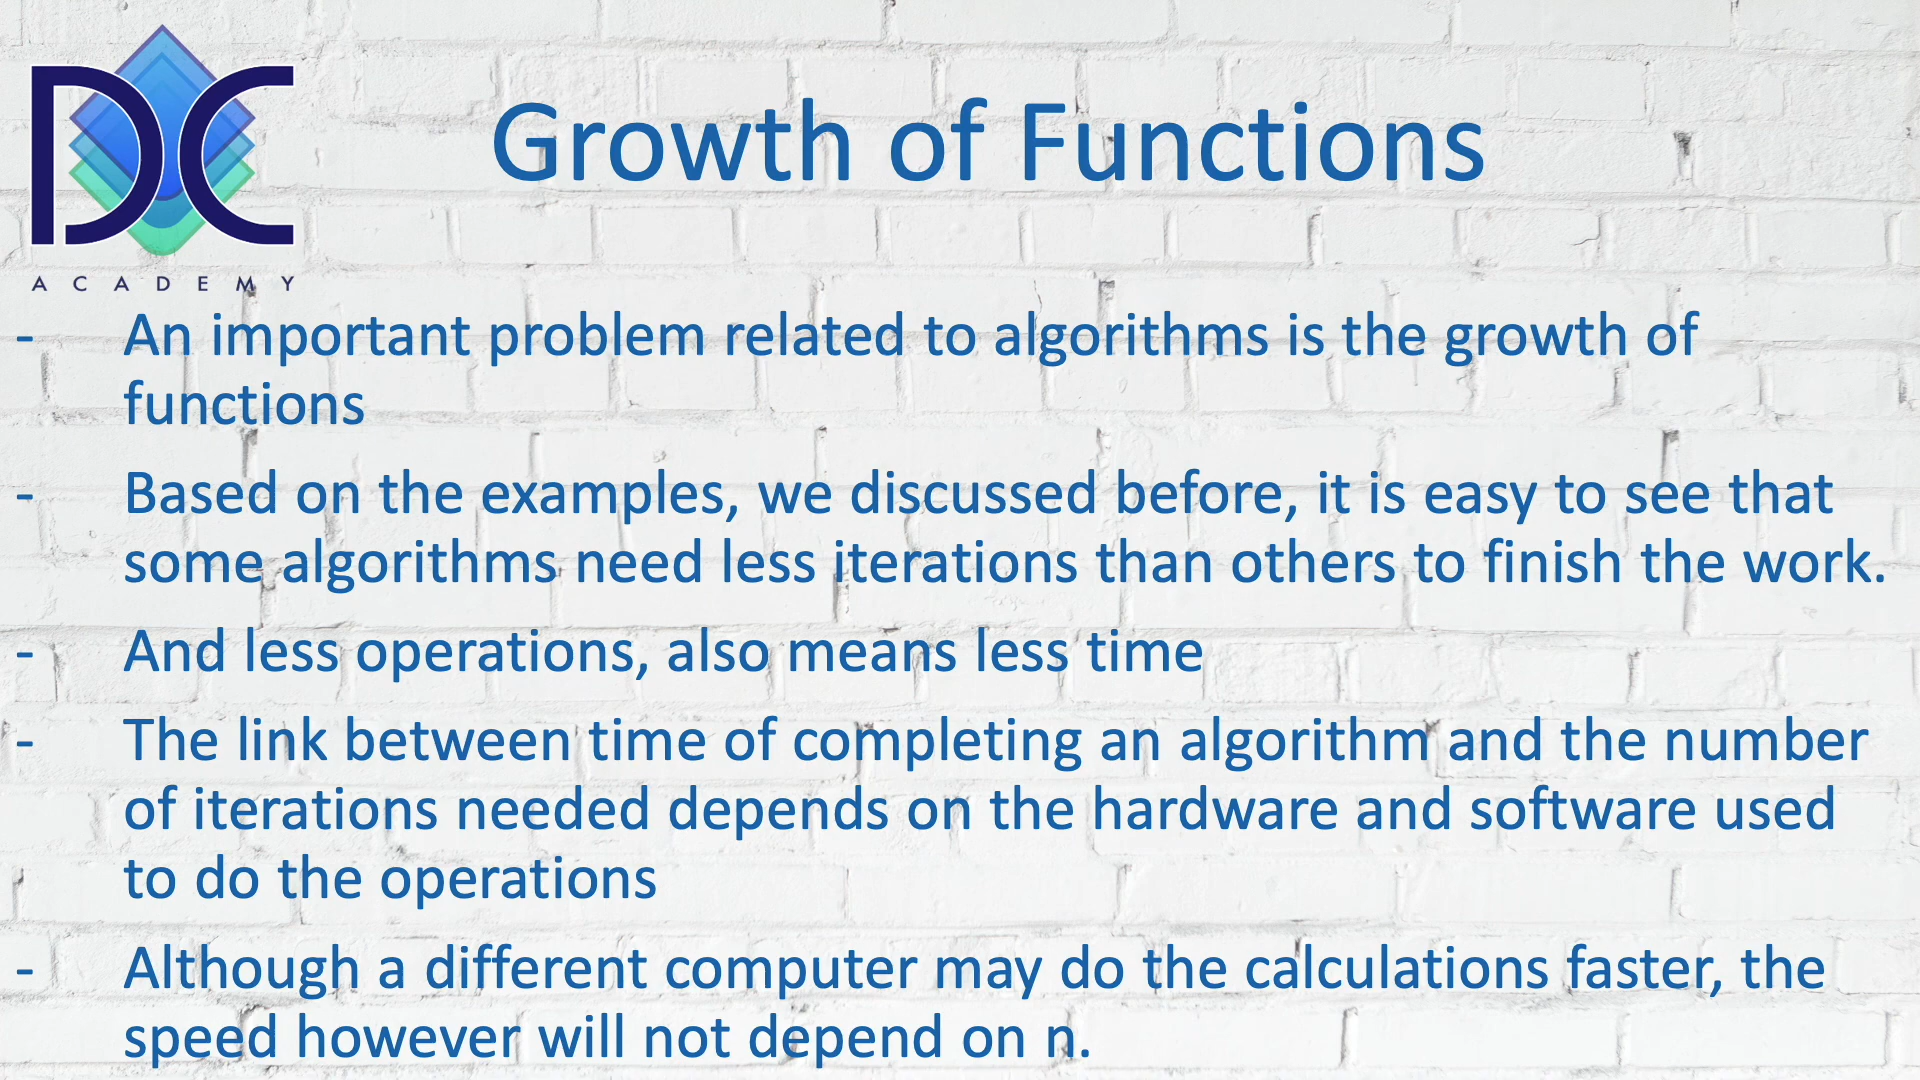 DC
ACADEMY
Growth of Functions
- An important problem related to algorithms is the growth of
functions
- Based on the examples, we discussed before, it is easy to see that
some algorithms need less iterations than others to finish the work.
- And less operations, also means less time
- The link between time of completing an algorithm and the number
of iterations needed depends on the hardware and software used
to do the operations
- Although a different computer may do the calculations faster, the
speed however will not depend on n.